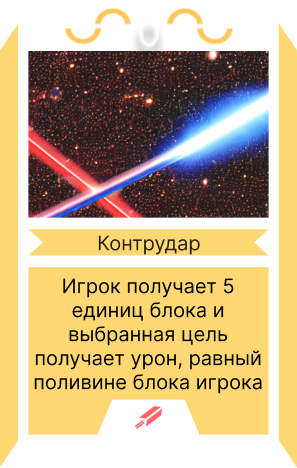 Контрудар
Игрок получает 5
единиц блока и
выбранная цель
получает урон, равный
поливине блока игрока